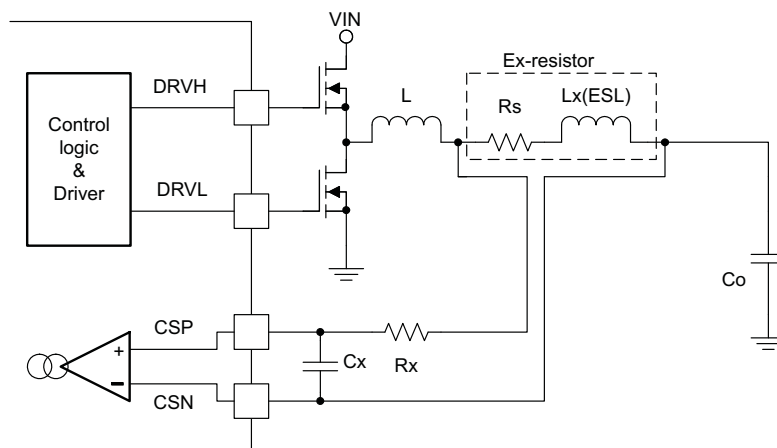 VIN
Ex-resistor
DRVH
L
Rs
Lx(ESL)
Control
logic
&
Driver
DRVL
Co
CSP
+
Cx
Rx
−
CSN